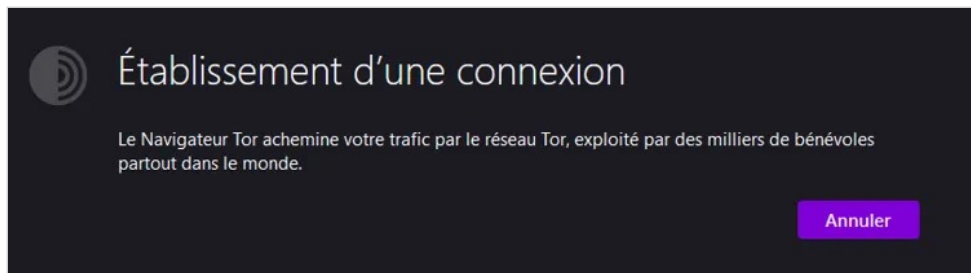 Établissement d’une connexion
Le Navigateur Tor achemine votre trafic par le réseau Tor, exploité par des milliers de bénévoles
partout dans le monde.
Annuler